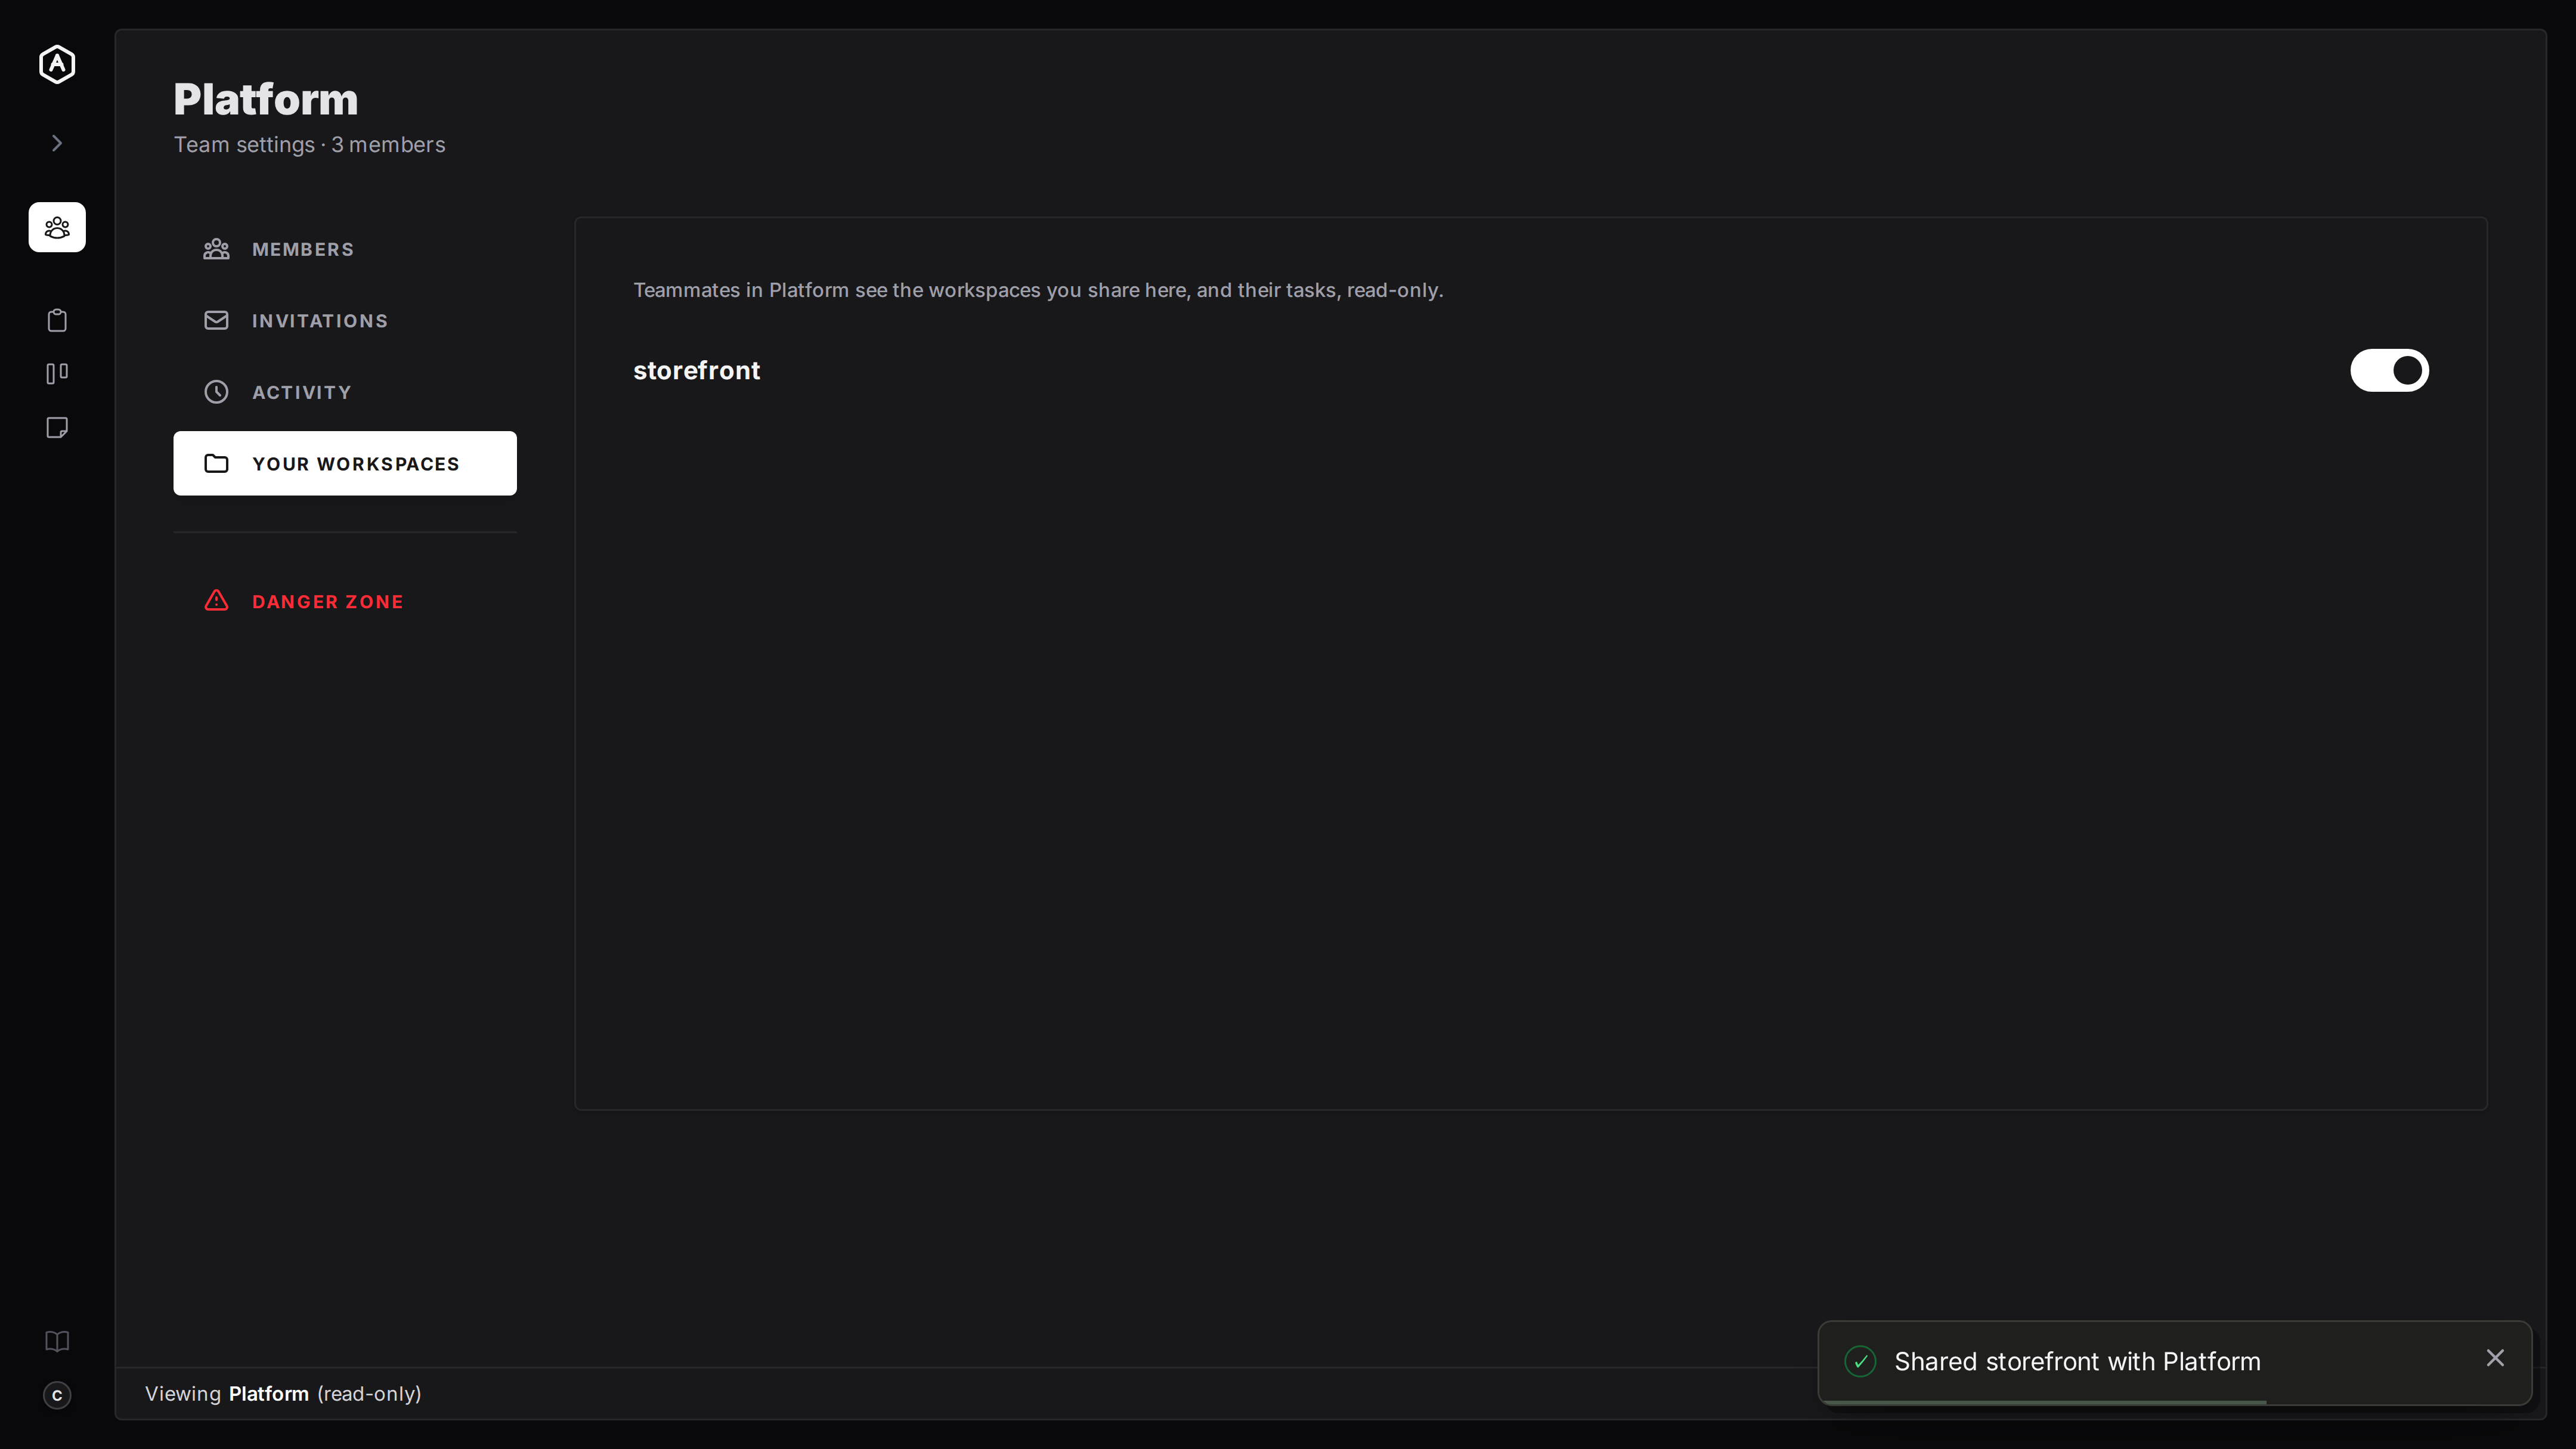 Platform
Team settings · 3 members
MEMBERS
INVITATIONS
ACTIVITY
YOUR WORKSPACES
DANGER ZONE
Teammates in Platform see the workspaces you share here, and their tasks, read-only.
storefront
Shared storefront with Platform
Viewing Platform (read-only)
C